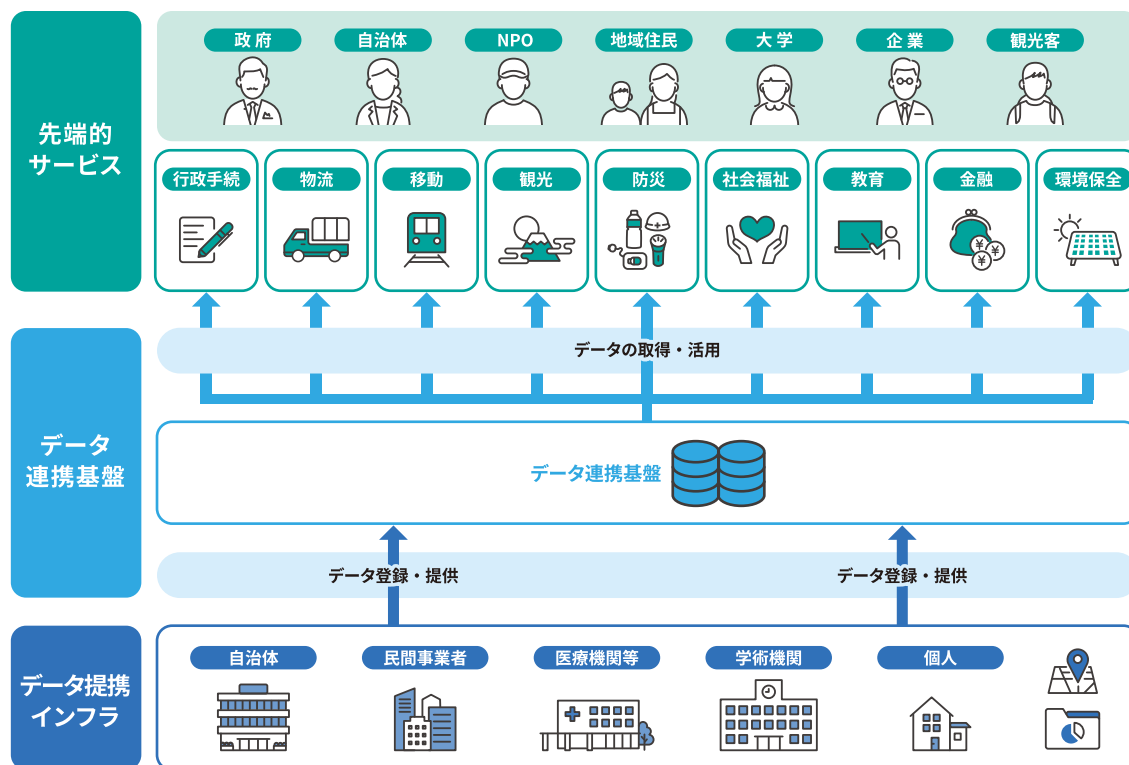 先端的
サービス
政 府
自治体
NPO
地域住民
大 学
企 業
観光客
行政手続
物流
移動
観光
防災
社会福祉
教育
金融
環境保全
¥
¥
¥
データ
連携基盤
データの取得・活用
データ連携基盤
データ登録・提供
データ登録・提供
データ提携
インフラ
自治体
民間事業者
医療機関等
学術機関
個人